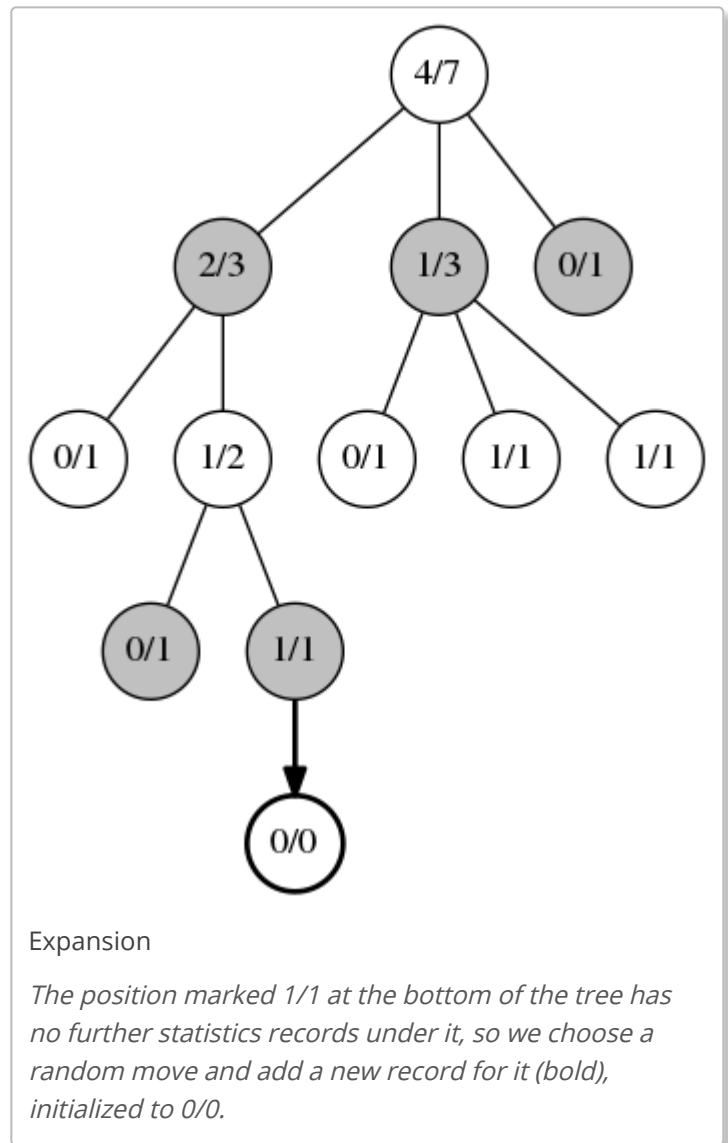 4/7
2/3 1/3 0/1
0/1 1/2 0/1 1/1 1/1
0/1 1/1
0/0
Expansion
The position marked 1/1 at the bottom of the tree has
no further statistics records under it, so we choose a
random move and add a new record for it (bold),
initialized to 0/0.